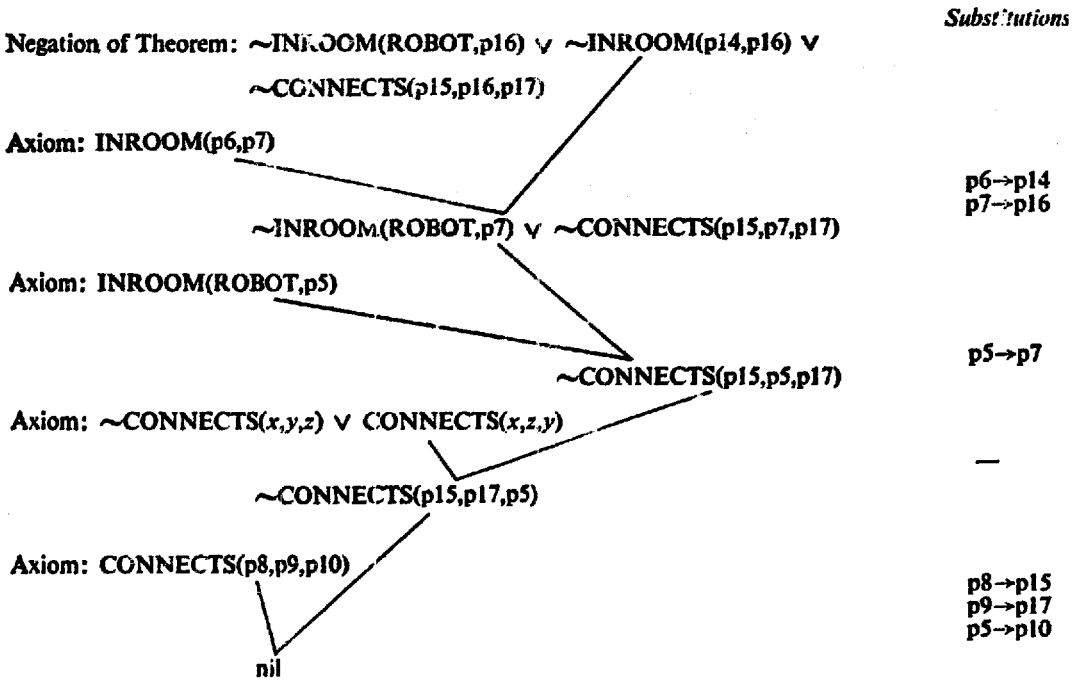 Substitutions
Negation of Theorem: ~INROOM(ROBOT,p16) ∨ ~INROOM(p14,p16) ∨
~CONNECTS(p15,p16,p17)
Axiom: INROOM(p6,p7)
p6→p14
p7→p16
~INROOM(ROBOT,p7) ∨ ~CONNECTS(p15,p7,p17)
Axiom: INROOM(ROBOT,p5)
p5→p7
~CONNECTS(p15,p5,p17)
Axiom: ~CONNECTS(x,y,z) ∨ CONNECTS(x,z,y)
—
~CONNECTS(p15,p17,p5)
Axiom: CONNECTS(p8,p9,p10)
p8→p15
p9→p17
p5→p10
nil